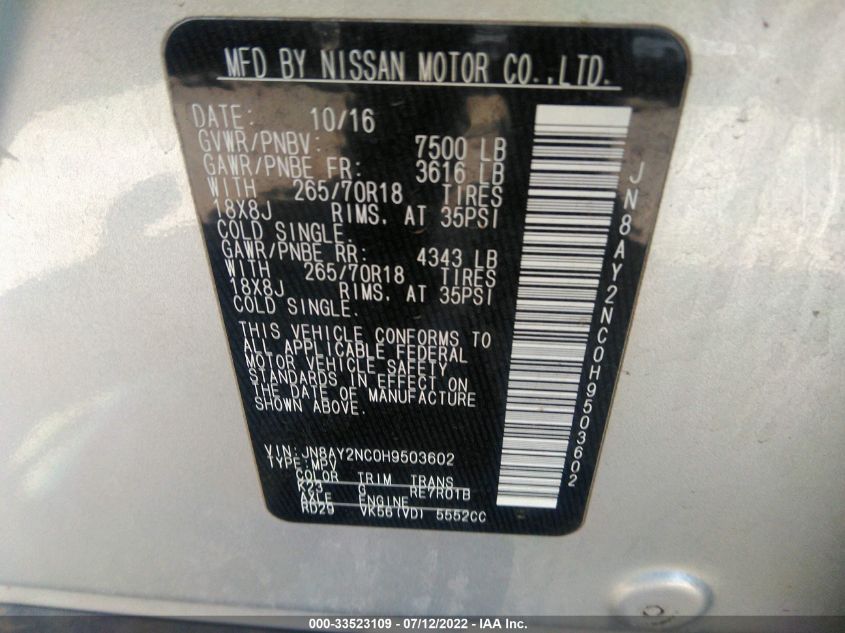 MFD BY NISSAN MOTOR CO.,LTD.
DATE: 10/16
GVWR/PNBV: 7500 LB
GAWR/PNBE FR: 3616 LB
WITH 265/70R18 TIRES
18X8J RIMS, AT 35PSI
COLD SINGLE.
GAWR/PNBE RR: 4343 LB
WITH 265/70R18 TIRES
18X8J RIMS, AT 35PSI
COLD SINGLE.
THIS VEHICLE CONFORMS TO
ALL APPLICABLE FEDERAL
MOTOR VEHICLE SAFETY
STANDARDS IN EFFECT ON
THE DATE OF MANUFACTURE
SHOWN ABOVE.
VIN:JN8AY2NC0H9503602
TYPE:MPV
COLOR TRIM TRANS
K23 G RE7R01B
AXLE ENGINE
RD29 VK56(VD) 5552CC
JN8AY2NC0H9503602
000-33523109 - 07/12/2022 - IAA Inc.